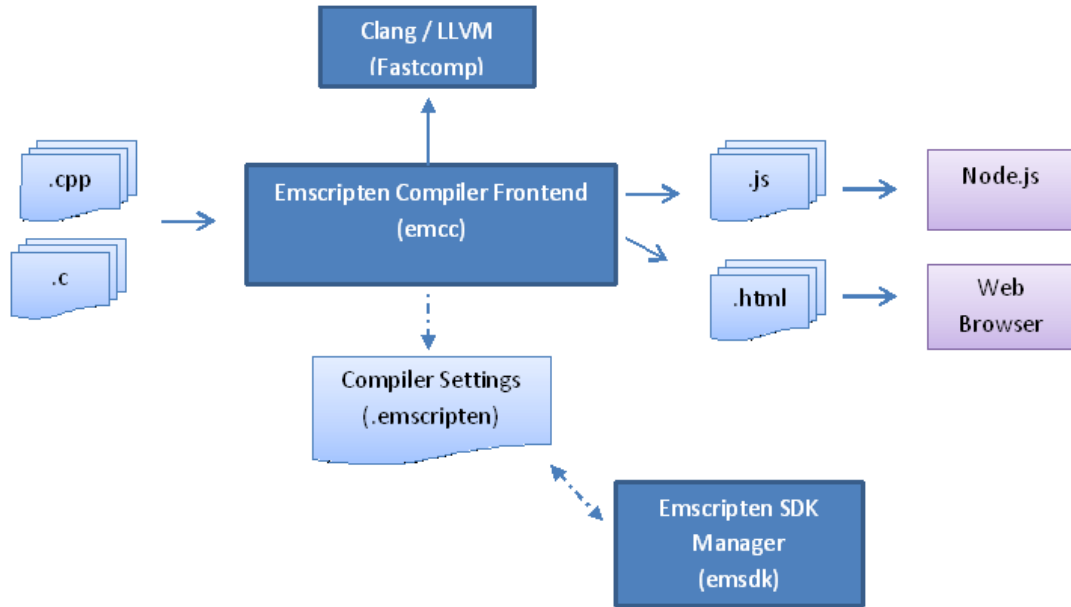 Clang / LLVM
(Fastcomp)
.cpp
.c
Emscripten Compiler Frontend
(emcc)
.js
Node.js
.html
Web
Browser
Compiler Settings
(.emscripten)
Emscripten SDK
Manager
(emsdk)